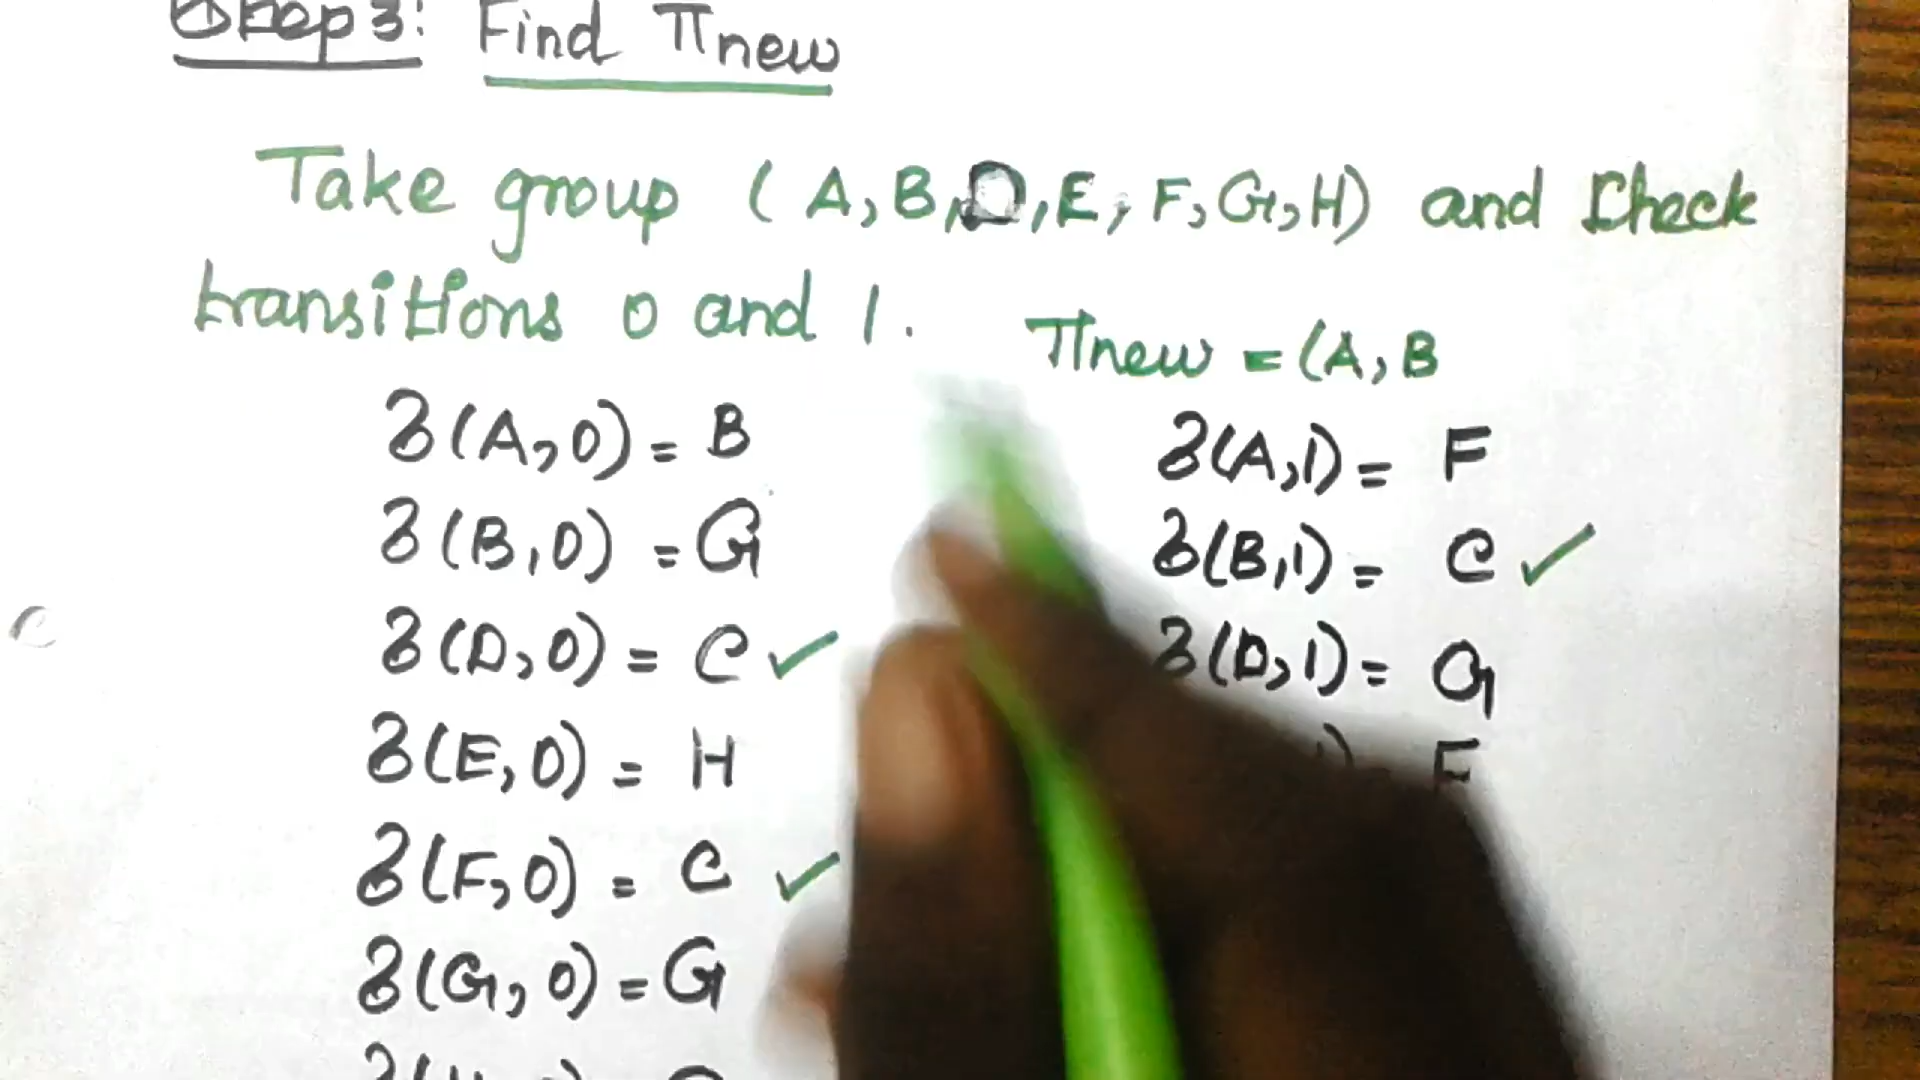 Step 3: Find πnew
Take group (A, B, D, E, F, G, H) and Check
transitions 0 and 1.
πnew = (A, B
δ(A, 0) = B
δ(A, 1) = F
δ(B, 0) = G
δ(B, 1) = C ✓
δ(D, 0) = C ✓
δ(D, 1) = G
δ(E, 0) = H
) = F
δ(F, 0) = C ✓
δ(G, 0) = G